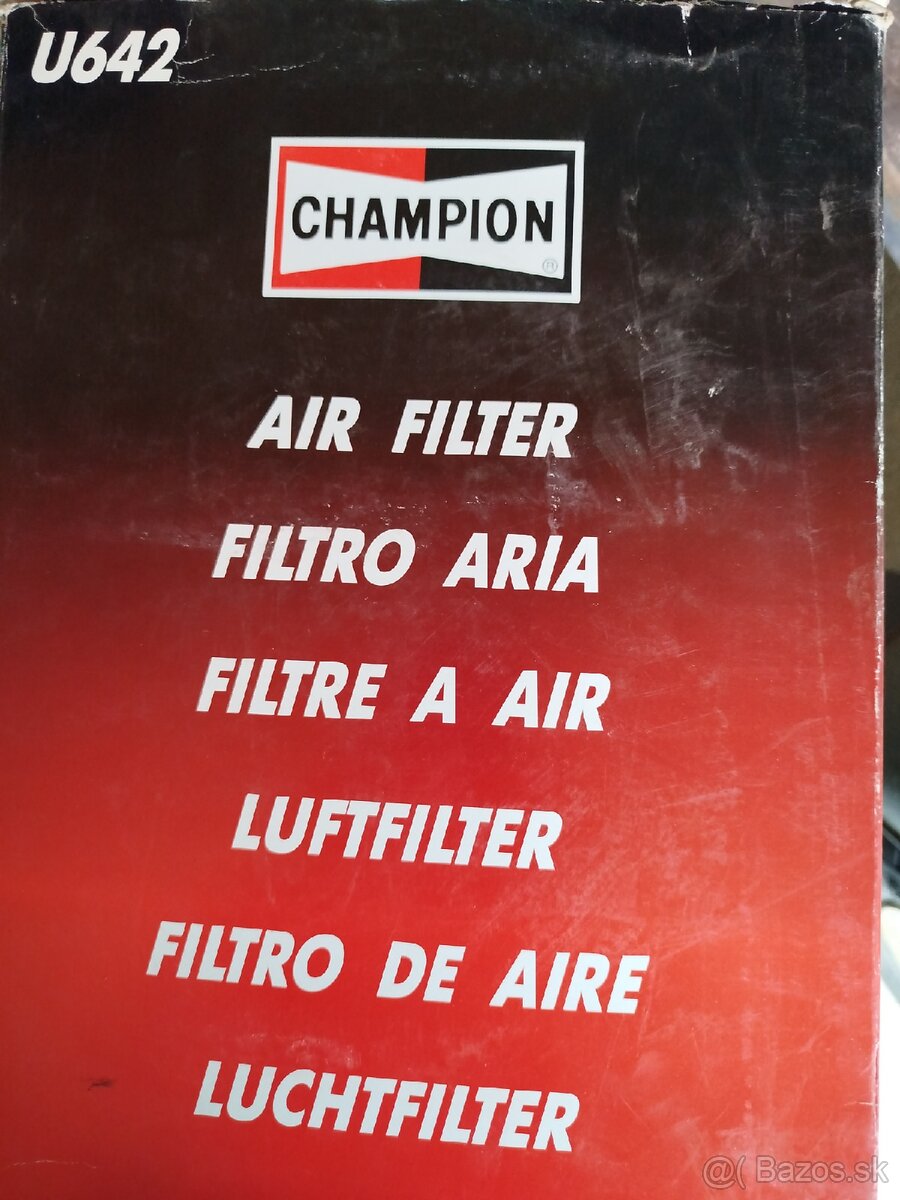 U642
CHAMPION
®
AIR FILTER
FILTRO ARIA
FILTRE A AIR
LUFTFILTER
FILTRO DE AIRE
LUCHTFILTER
@( Bazos.sk